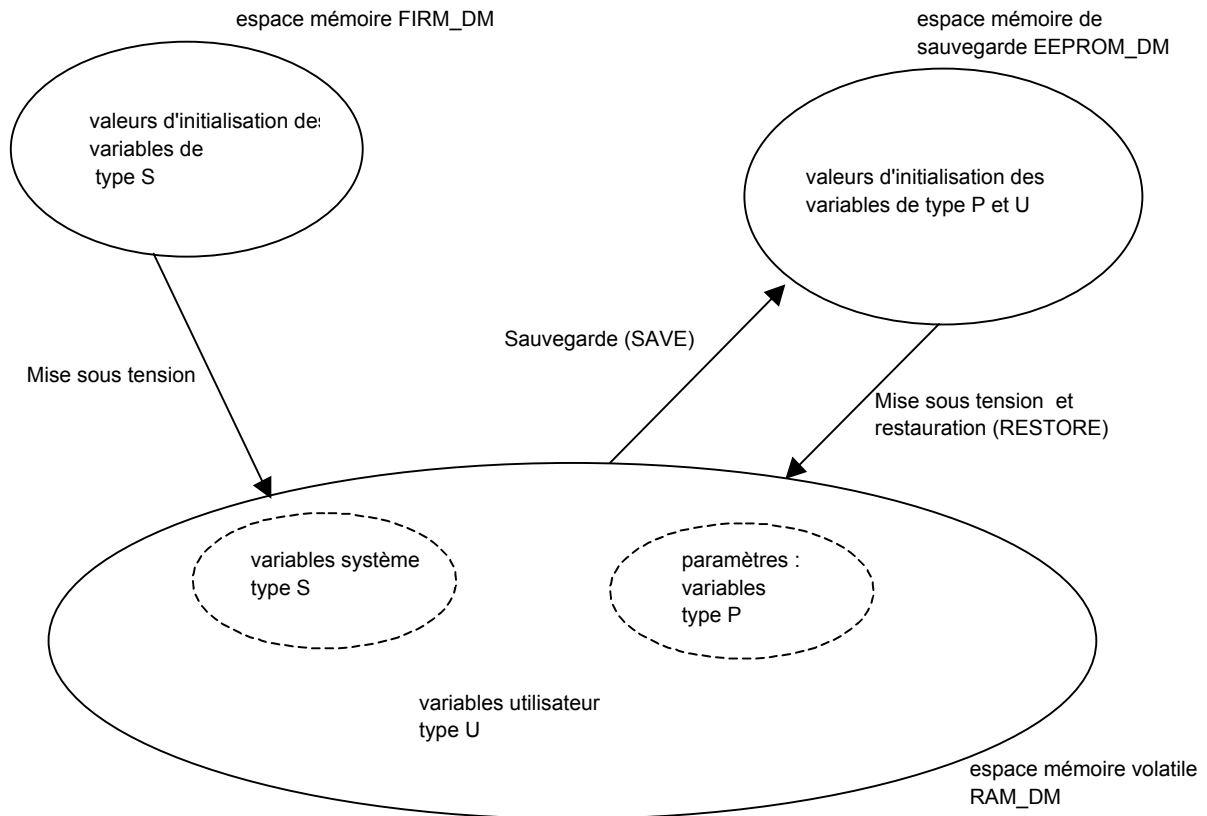 espace mémoire FIRM_DM
espace mémoire de
sauvegarde EEPROM_DM
valeurs d'initialisation des
variables de
type S
valeurs d'initialisation des
variables de type P et U
Sauvegarde (SAVE)
Mise sous tension
Mise sous tension et
restauration (RESTORE)
variables système
type S
paramètres :
variables
type P
variables utilisateur
type U
espace mémoire volatile
RAM_DM